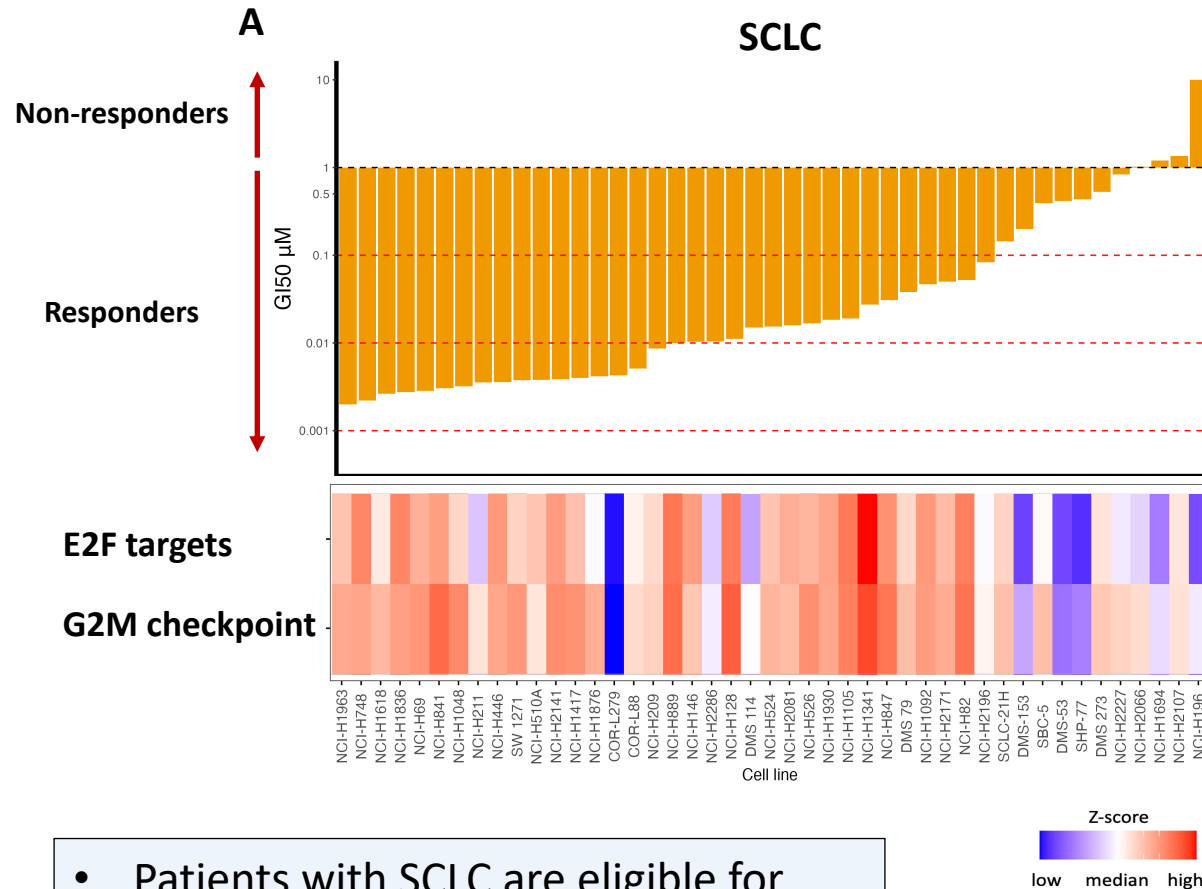 A
SCLC
Non-responders
Responders
GI50 µM
10
1
0.5
0.1
0.01
0.001
E2F targets
G2M checkpoint
NCI-H1963
NCI-H748
NCI-H1618
NCI-H1836
NCI-H69
NCI-H841
NCI-H1048
NCI-H211
NCI-H446
SW 1271
NCI-H510A
NCI-H2141
NCI-H1417
NCI-H1876
COR-L279
COR-L88
NCI-H209
NCI-H889
NCI-H146
NCI-H2286
NCI-H128
DMS 114
NCI-H524
NCI-H2081
NCI-H526
NCI-H1930
NCI-H1105
NCI-H1341
NCI-H847
DMS 79
NCI-H1092
NCI-H2171
NCI-H82
NCI-H2196
SCLC-21H
DMS-153
SBC-5
DMS-53
SHP-77
DMS 273
NCI-H2227
NCI-H2066
NCI-H1694
NCI-H2107
NCI-H196
Cell line
Z-score
low median high
• Patients with SCLC are eligible for